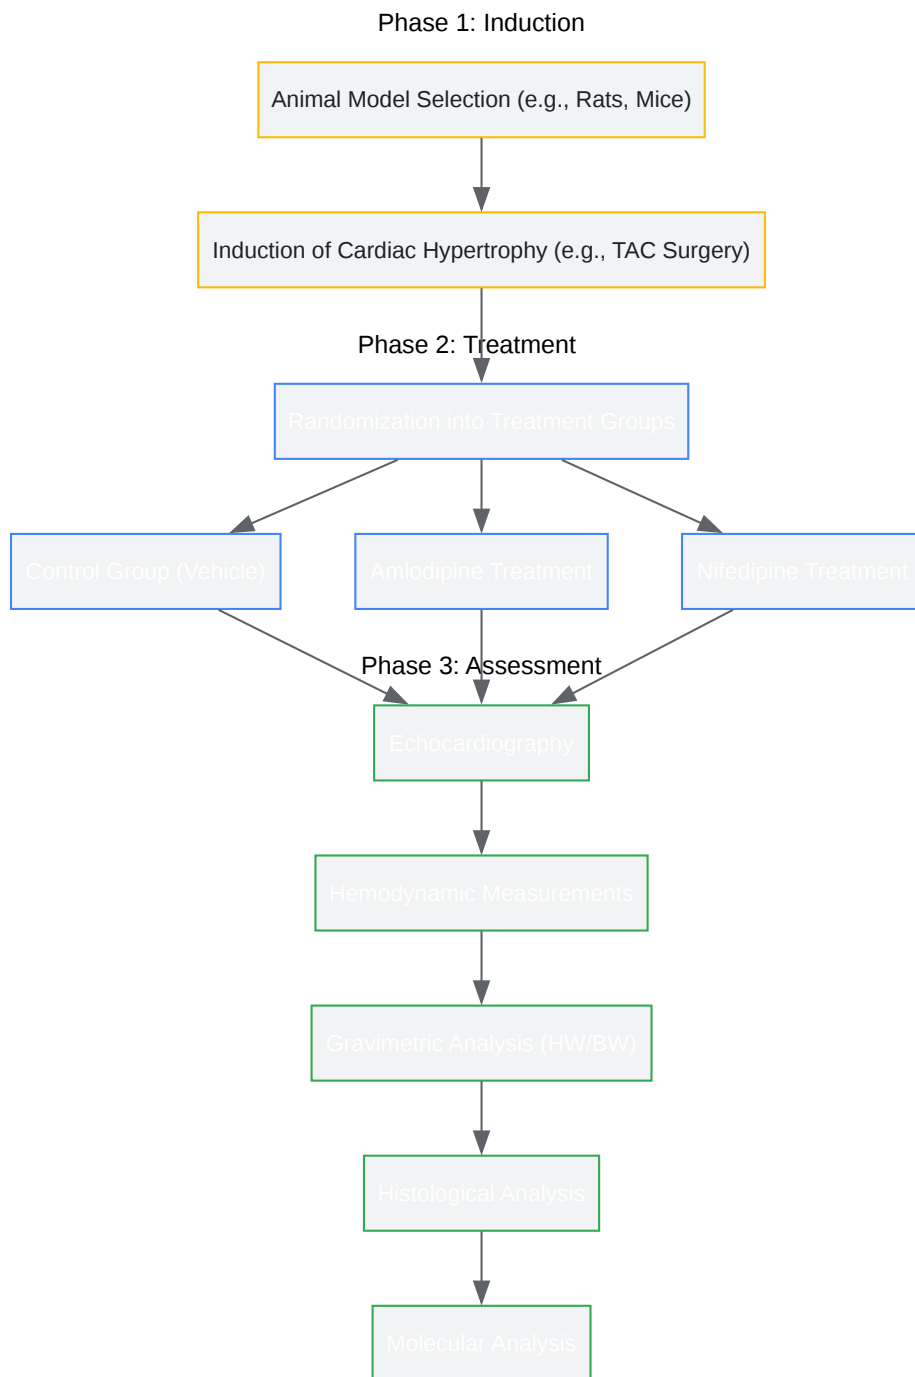 Phase 1: Induction
Animal Model Selection (e.g., Rats, Mice)
Induction of Cardiac Hypertrophy (e.g., TAC Surgery)
Phase 2: Treatment
Randomization into Treatment Groups
Control Group (Vehicle)
Amlodipine Treatment
Nifedipine Treatment
Phase 3: Assessment
Echocardiography
Hemodynamic Measurements
Gravimetric Analysis (HW/BW)
Histological Analysis
Molecular Analysis